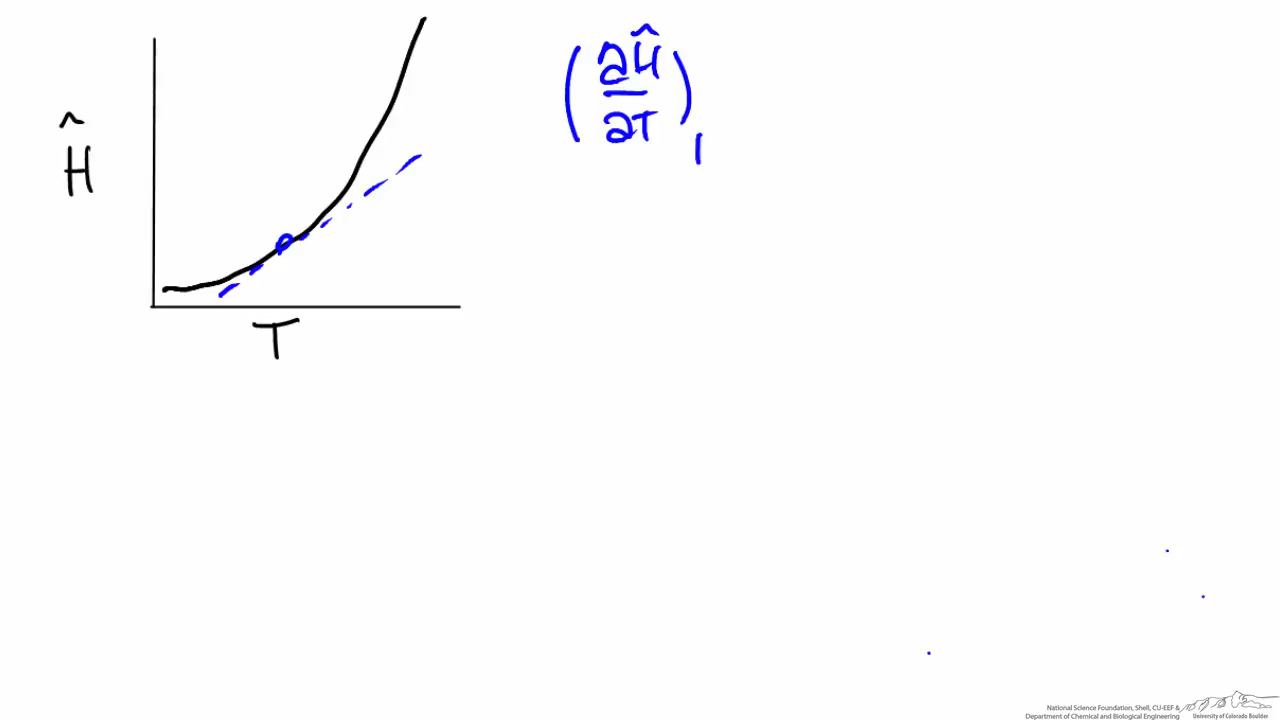 Ĥ
T
(∂Ĥ/∂T)
National Science Foundation, Shell, CU-EEF &
Department of Chemical and Biological Engineering
University of Colorado Boulder